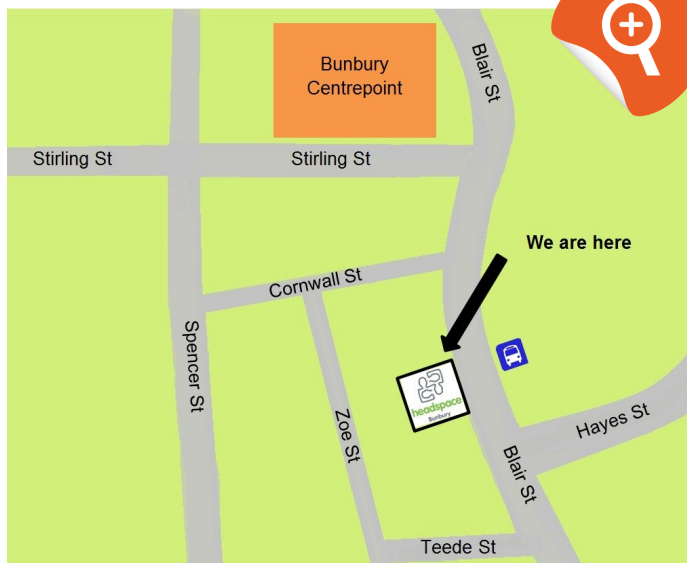 Bunbury
Centrepoint
Blair St
Stirling St
Stirling St
We are here
Cornwall St
Spencer St
headspace
Bunbury
Zoe St
Hayes St
Blair St
Teede St